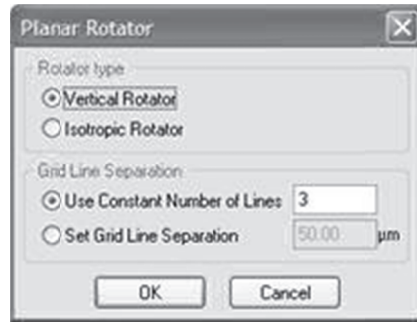 Planar Rotator
Rotator type
Vertical Rotator
Isotropic Rotator
Grid Line Separation
Use Constant Number of Lines 3
Set Grid Line Separation 50.00 µm
OK Cancel